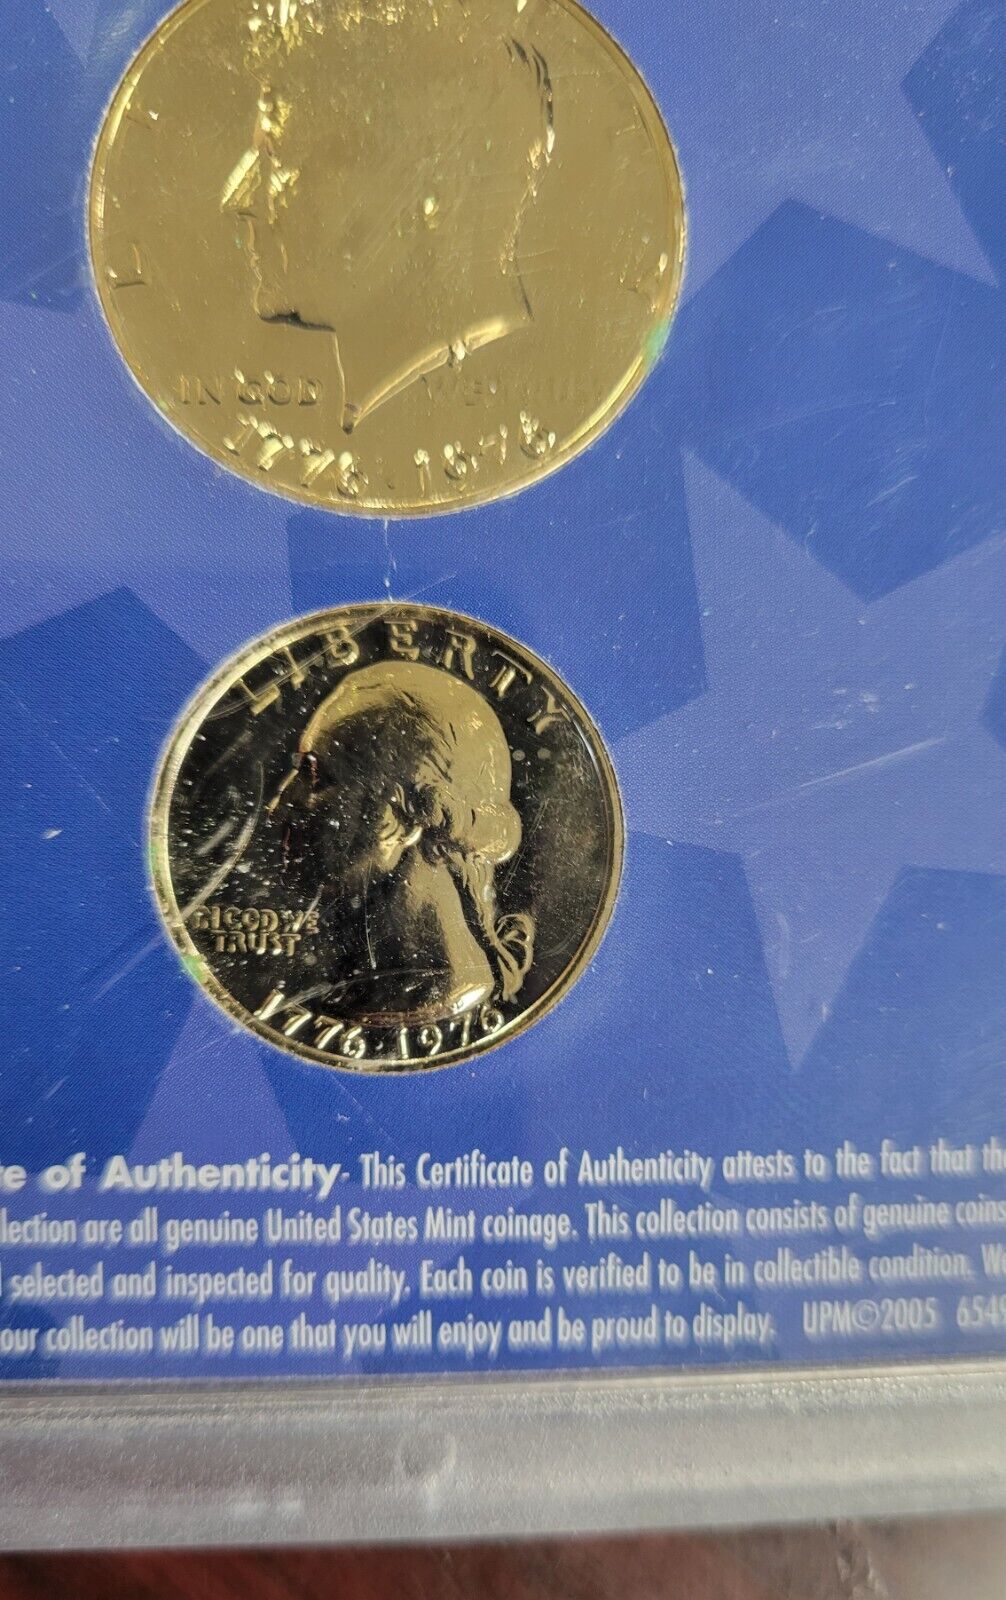 L
IN GOD WE
1776·1976
LIBERTY
IN GOD WE
TRUST
1776·1976
te of Authenticity- This Certificate of Authenticity attests to the fact that the
llection are all genuine United States Mint coinage. This collection consists of genuine coins
selected and inspected for quality. Each coin is verified to be in collectible condition. W
our collection will be one that you will enjoy and be proud to display. UPM©2005 654